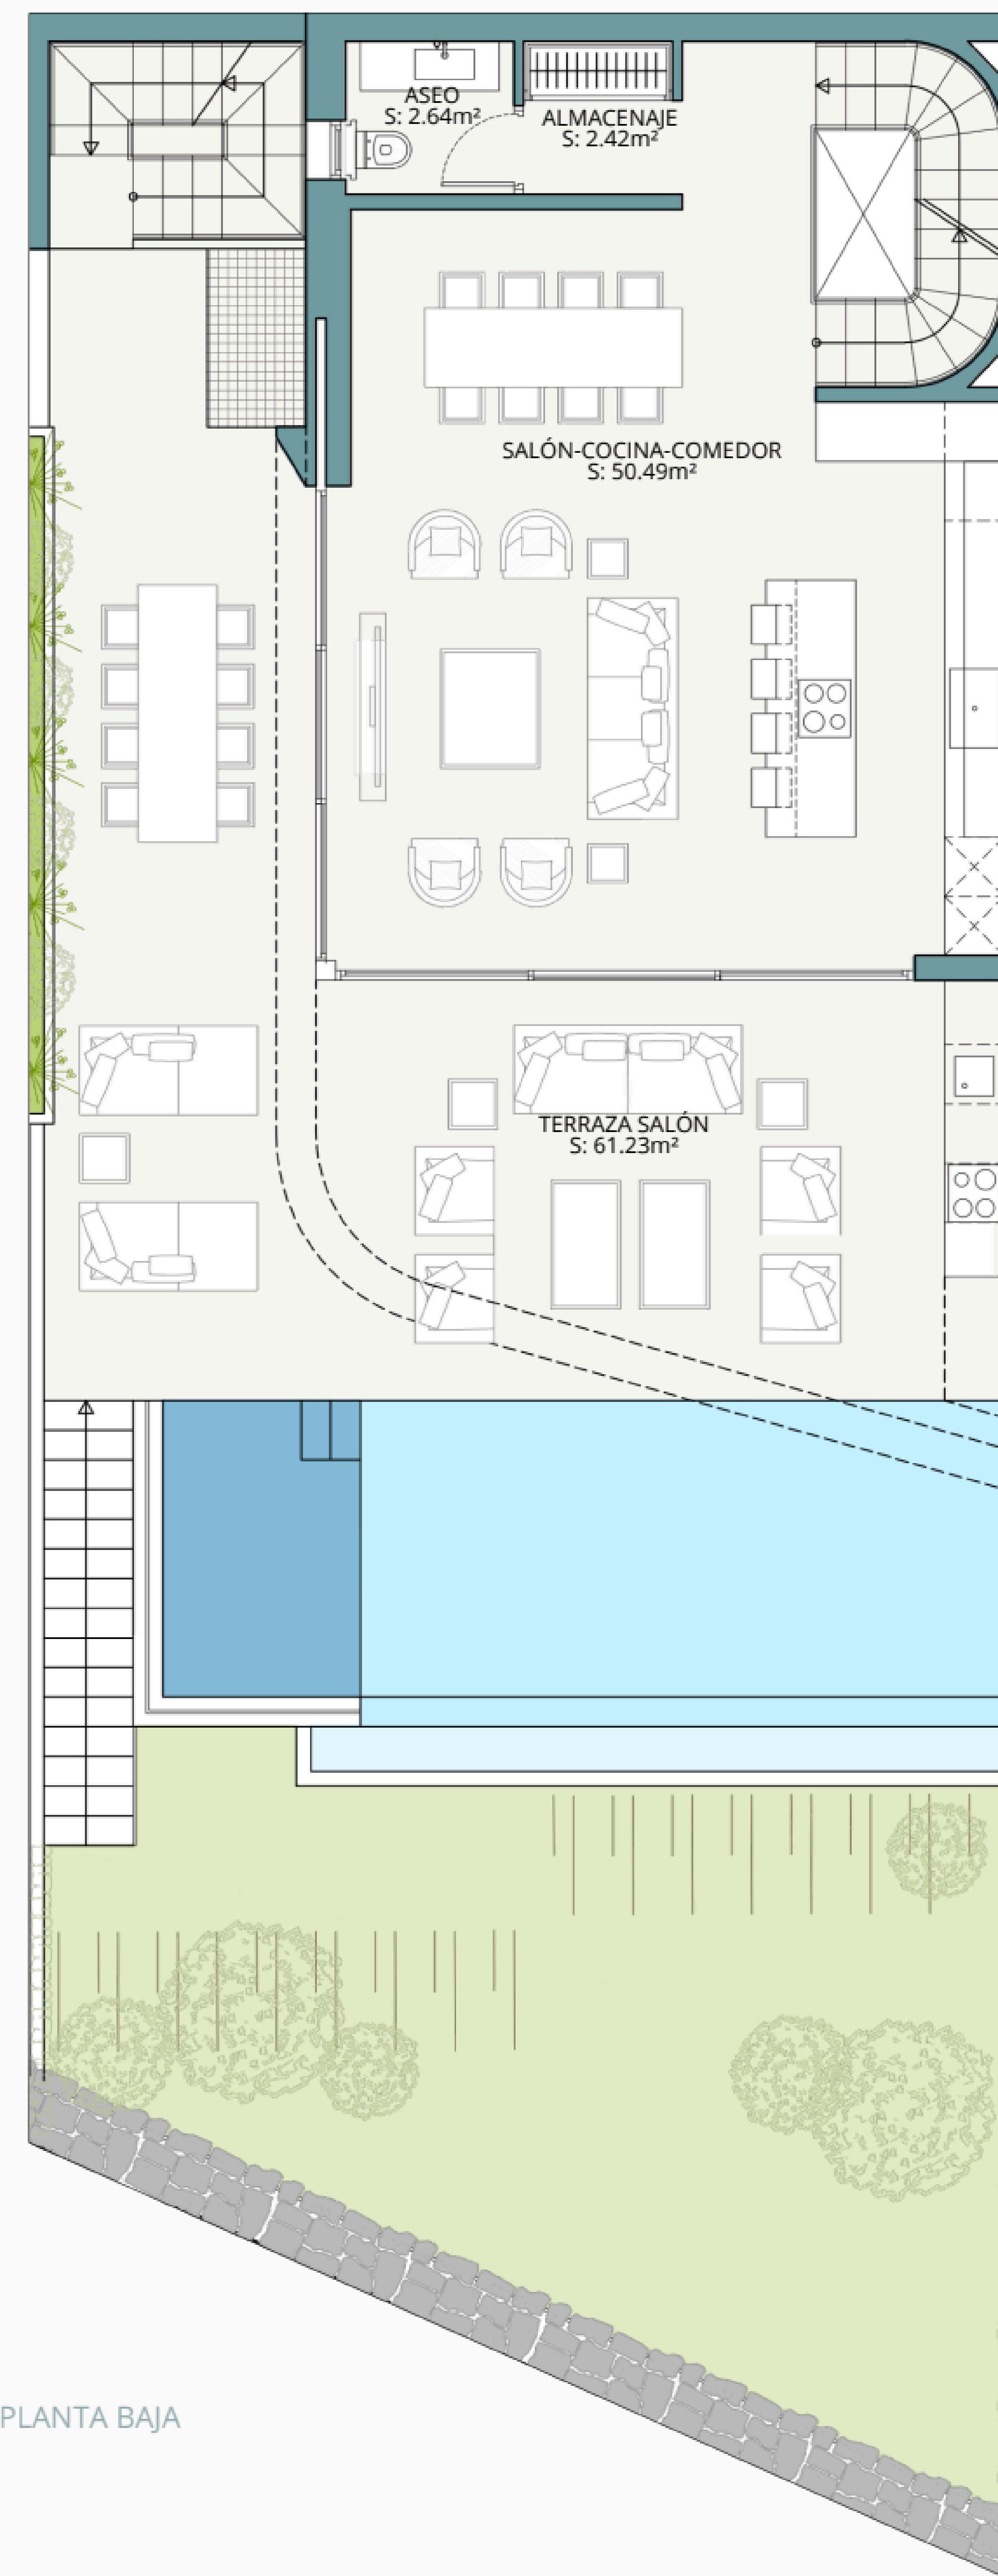 ASEO
S: 2.64m²
ALMACENAJE
S: 2.42m²
SALÓN-COCINA-COMEDOR
S: 50.49m²
TERRAZA SALÓN
S: 61.23m²
PLANTA BAJA